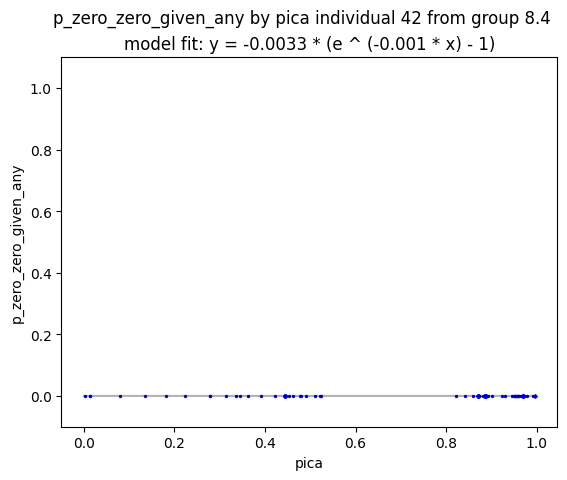 p_zero_zero_given_any by pica individual 42 from group 8.4
model fit: y = -0.0033 * (e ^ (-0.001 * x) - 1)
1.0
0.8
0.6
0.4
0.2
0.0
p_zero_zero_given_any
0.0 0.2 0.4 0.6 0.8 1.0
pica